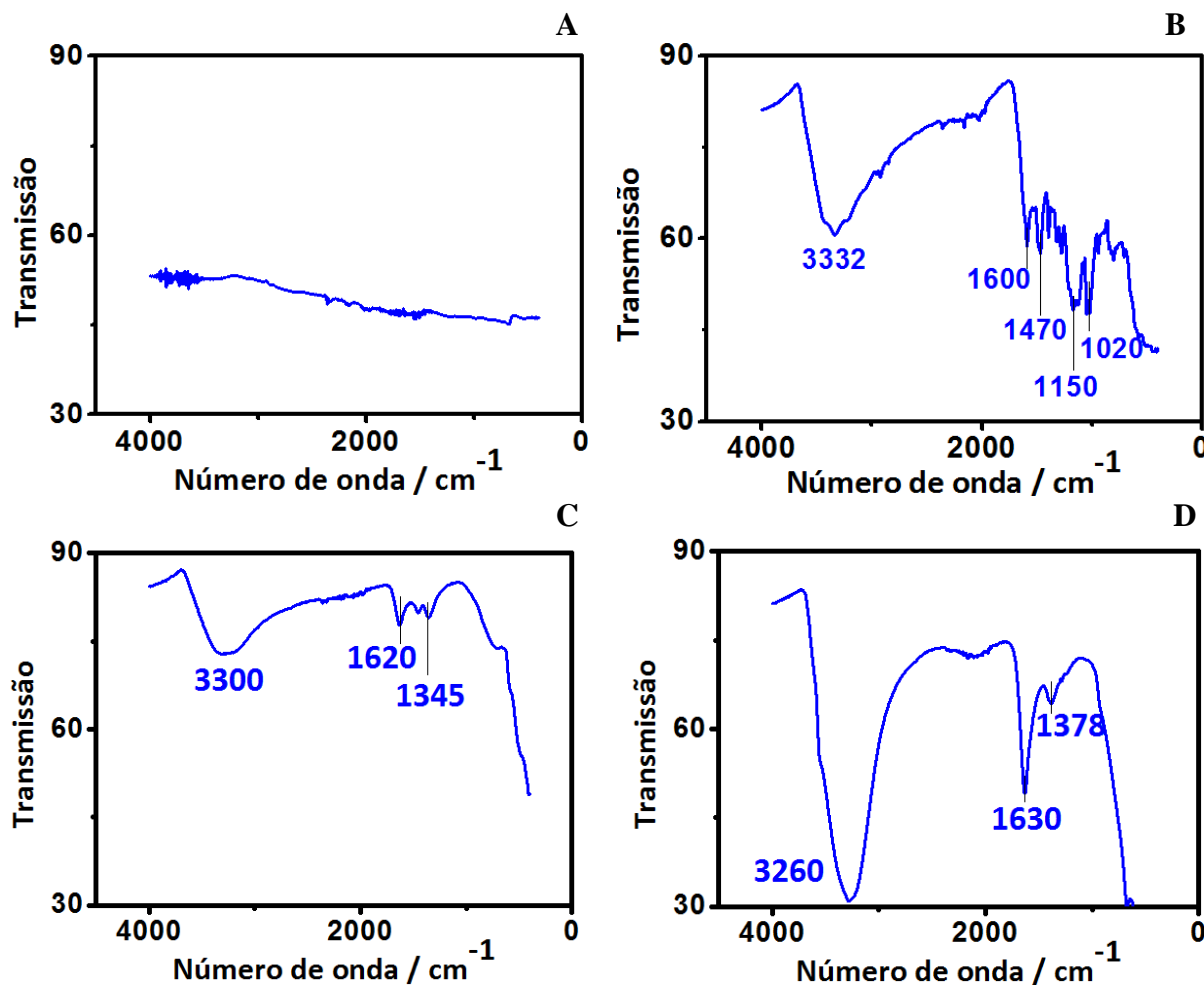 A
90
60
30
4000
2000
0
Transmissão
Número de onda / cm-1
B
90
60
30
3332
1600
1470
1020
1150
4000
2000
0
Transmissão
Número de onda / cm-1
C
90
60
30
3300
1620
1345
4000
2000
0
Transmissão
Número de onda / cm-1
D
90
60
30
3260
1378
1630
4000
2000
0
Transmissão
Número de onda / cm-1